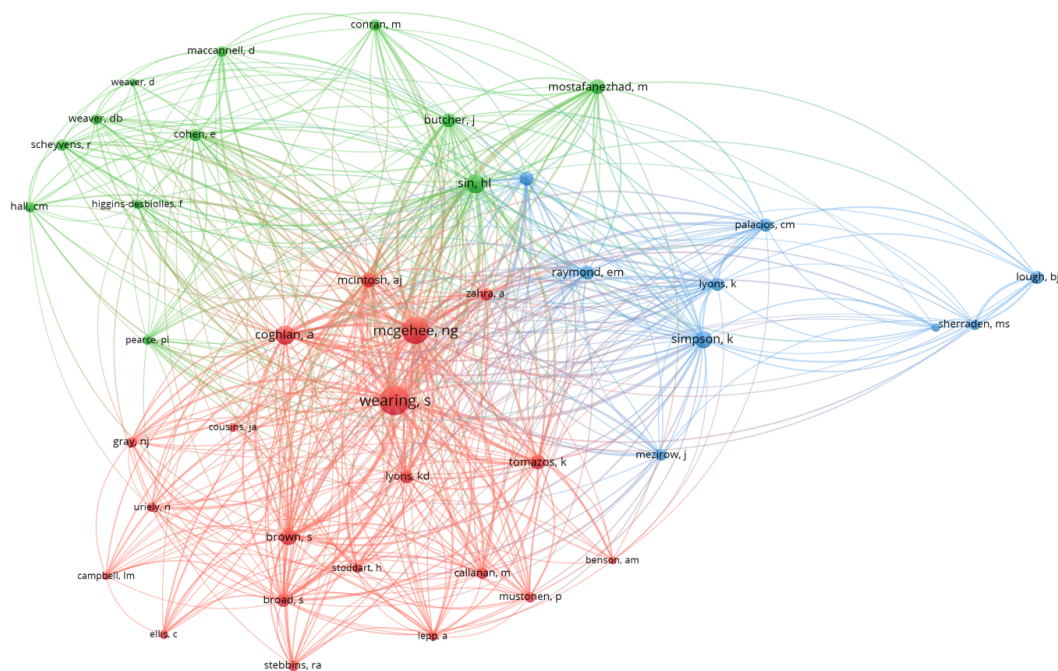 conran, m
maccannell, d
weaver, d
mostafanezhad, m
weaver, db
butcher, j
cohen, e
scheyvens, r
sin, hl
hall, cm
higgins-desbiolles, f
palacios, cm
raymond, em
lough, bj
mcintosh, aj
lyons, k
zahra, a
sherraden, ms
mcgehee, ng
coghlan, a
pearce, pl
simpson, k
wearing, s
cousins, ja
gray, nj
mezirow, j
tomazos, k
lyons, kd
uriely, n
brown, s
benson, am
stoddart, h
callanan, m
campbell, lm
mustonen, p
broad, s
ellis, c
lepp, a
stebbins, ra